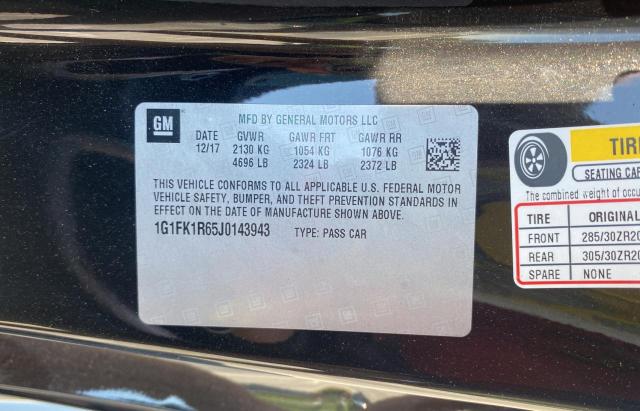 GM
MFD BY GENERAL MOTORS LLC
DATE GVWR GAWR FRT GAWR RR
12/17 2130 KG 1054 KG 1076 KG
4696 LB 2324 LB 2372 LB
THIS VEHICLE CONFORMS TO ALL APPLICABLE U.S. FEDERAL MOTOR
VEHICLE SAFETY, BUMPER, AND THEFT PREVENTION STANDARDS IN
EFFECT ON THE DATE OF MANUFACTURE SHOWN ABOVE.
1G1FK1R65J0143943 TYPE: PASS CAR
TIRE
SEATING CAP
The combined weight of occu
TIRE ORIGINAL
FRONT 285/30ZR20
REAR 305/30ZR20
SPARE NONE